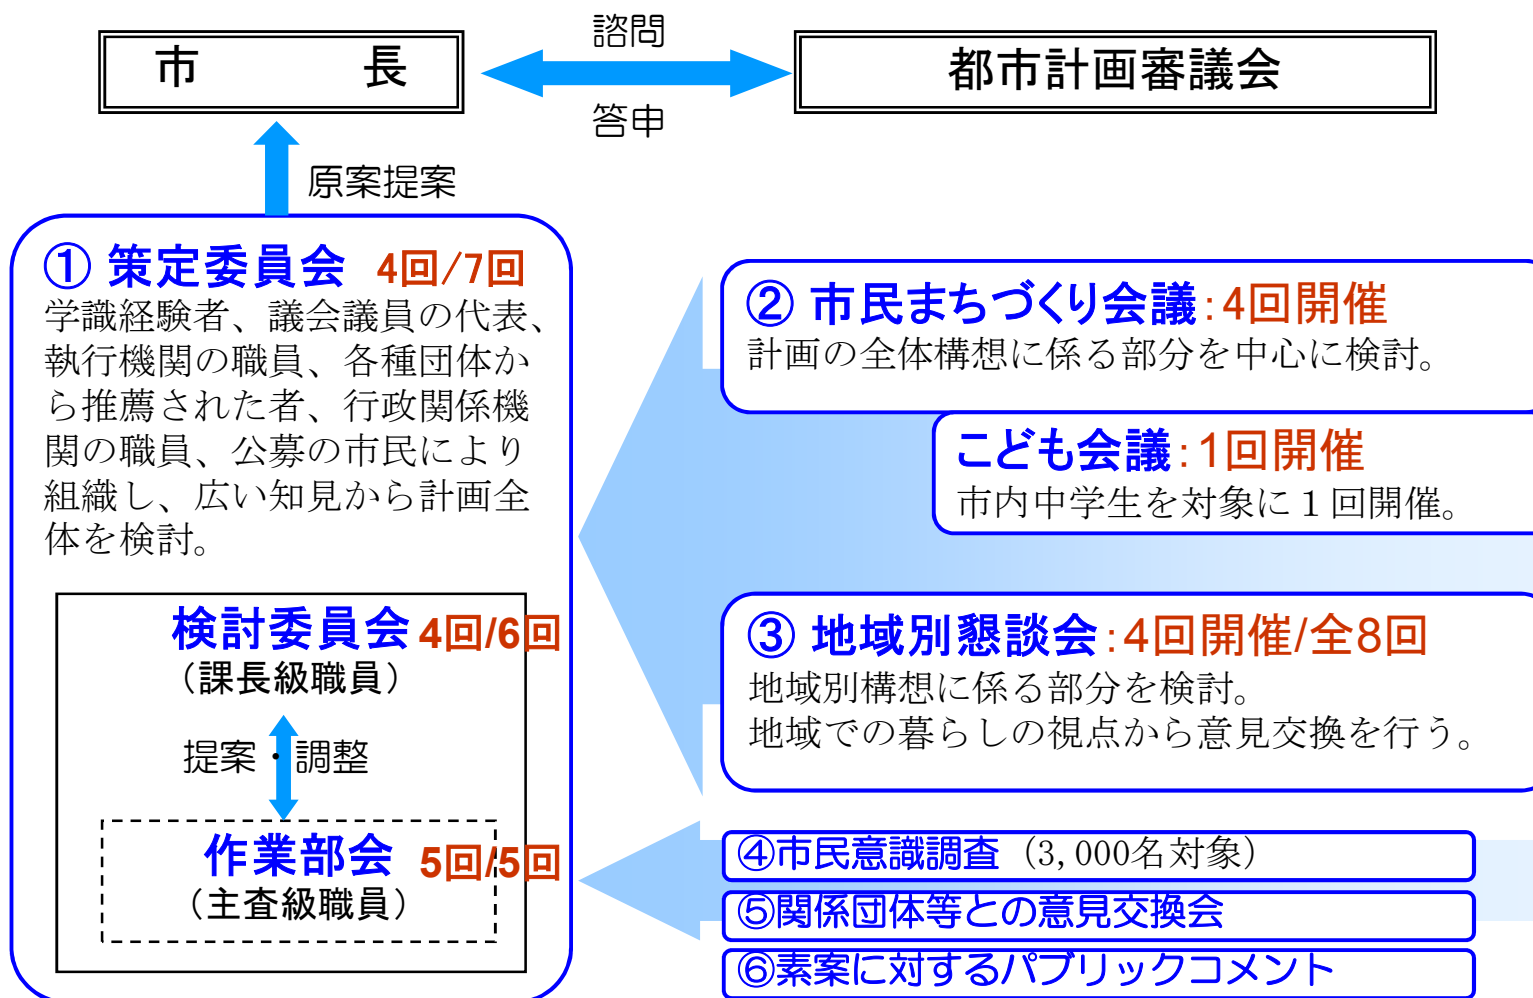 市　長
諮問
答申
都市計画審議会
原案提案
① 策定委員会 4回/7回
学識経験者、議会議員の代表、
執行機関の職員、各種団体か
ら推薦された者、行政関係機
関の職員、公募の市民により
組織し、広い知見から計画全
体を検討。
検討委員会 4回/6回
（課長級職員）
提案・調整
作業部会 5回/5回
（主査級職員）
② 市民まちづくり会議：4回開催
計画の全体構想に係る部分を中心に検討。
こども会議：1回開催
市内中学生を対象に１回開催。
③ 地域別懇談会：4回開催/全8回
地域別構想に係る部分を検討。
地域での暮らしの視点から意見交換を行う。
④市民意識調査（3,000名対象）
⑤関係団体等との意見交換会
⑥素案に対するパブリックコメント